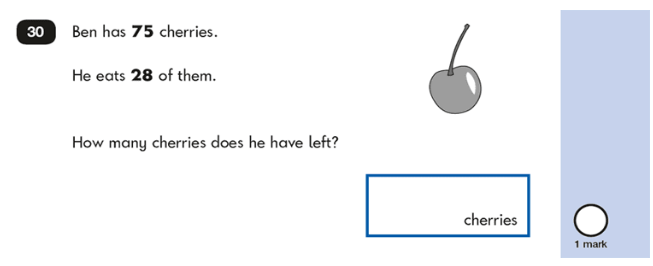 30 Ben has 75 cherries.
He eats 28 of them.
How many cherries does he have left?
cherries
1 mark